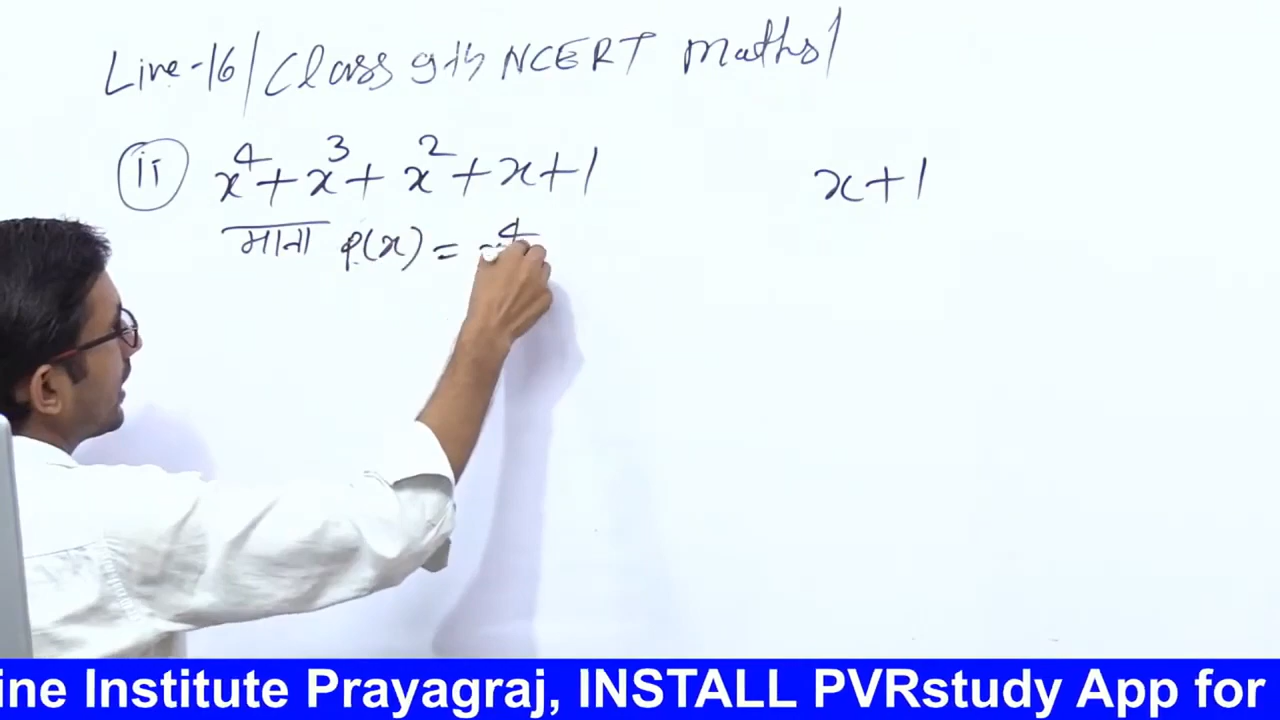 Live-16/Class 9th NCERT Maths/
ii x⁴+x³+x²+x+1 x+1
माना p(x) = x⁴
ine Institute Prayagraj, INSTALL PVRstudy App for